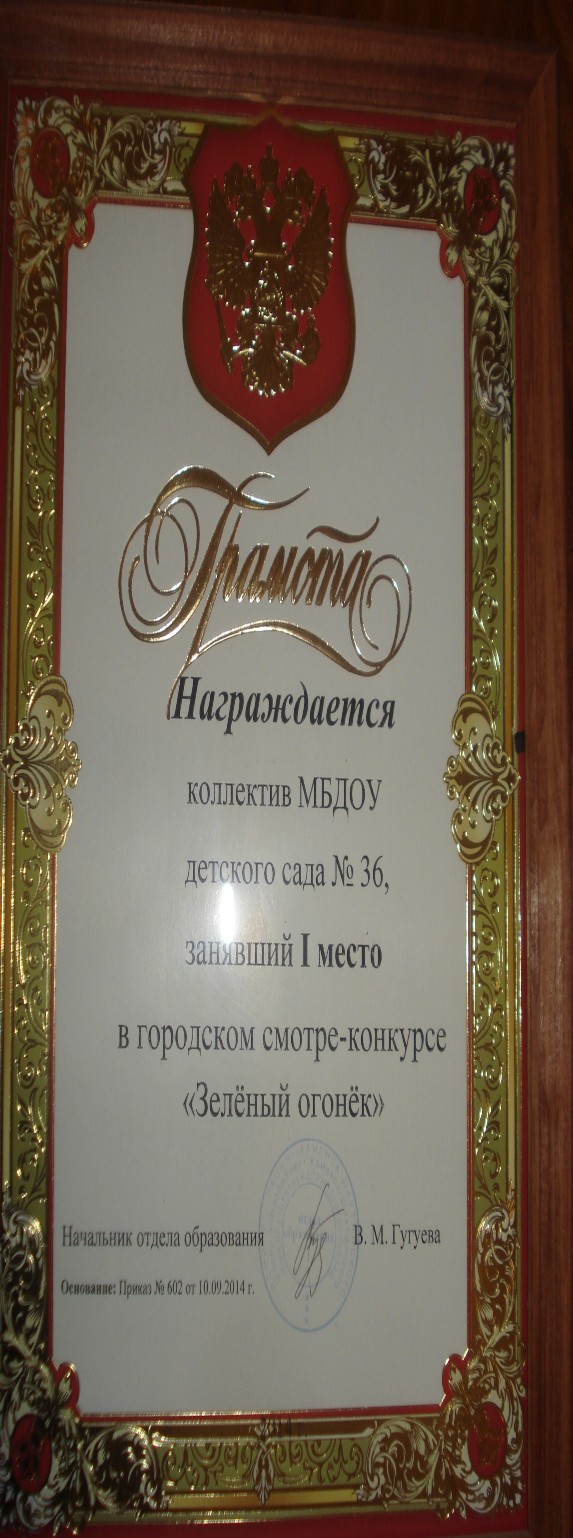 Грамота
Награждается
коллектив МБДОУ
детского сада № 36,
занявший I место
в городском смотре-конкурсе
«Зелёный огонёк»
Начальник отдела образования В. М. Гугуева
Основание: Приказ № 602 от 10.09.2014 г.